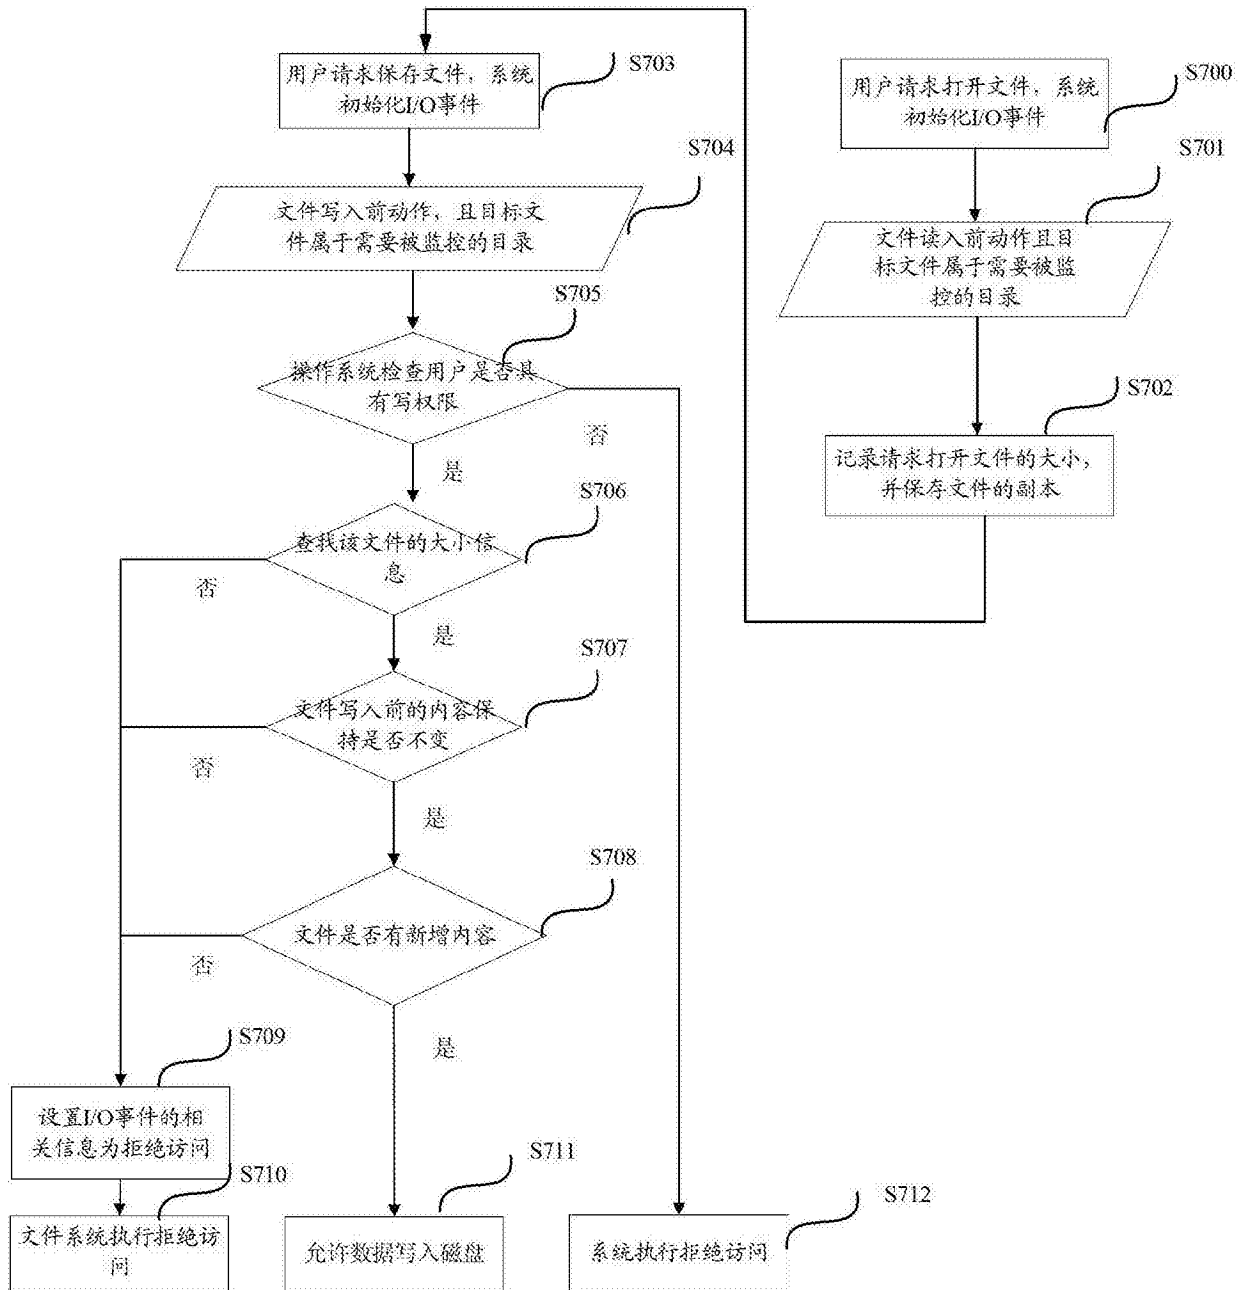 用户请求保存文件，系统
初始化I/O事件
S703
用户请求打开文件，系统
初始化I/O事件
S700
文件写入前动作，且目标文
件属于需要被监控的目录
S704
文件读入前动作且目
标文件属于需要被监
控的目录
S701
操作系统检查用户是否具
有写权限
S705
否
是
记录请求打开文件的大小，
并保存文件的副本
S702
查找该文件的大小信
息
S706
否
是
文件写入前的内容保
持是否不变
S707
否
是
文件是否有新增内容
S708
否
是
设置I/O事件的相
关信息为拒绝访问
S709
文件系统执行拒绝访
问
S710
允许数据写入磁盘
S711
系统执行拒绝访问
S712